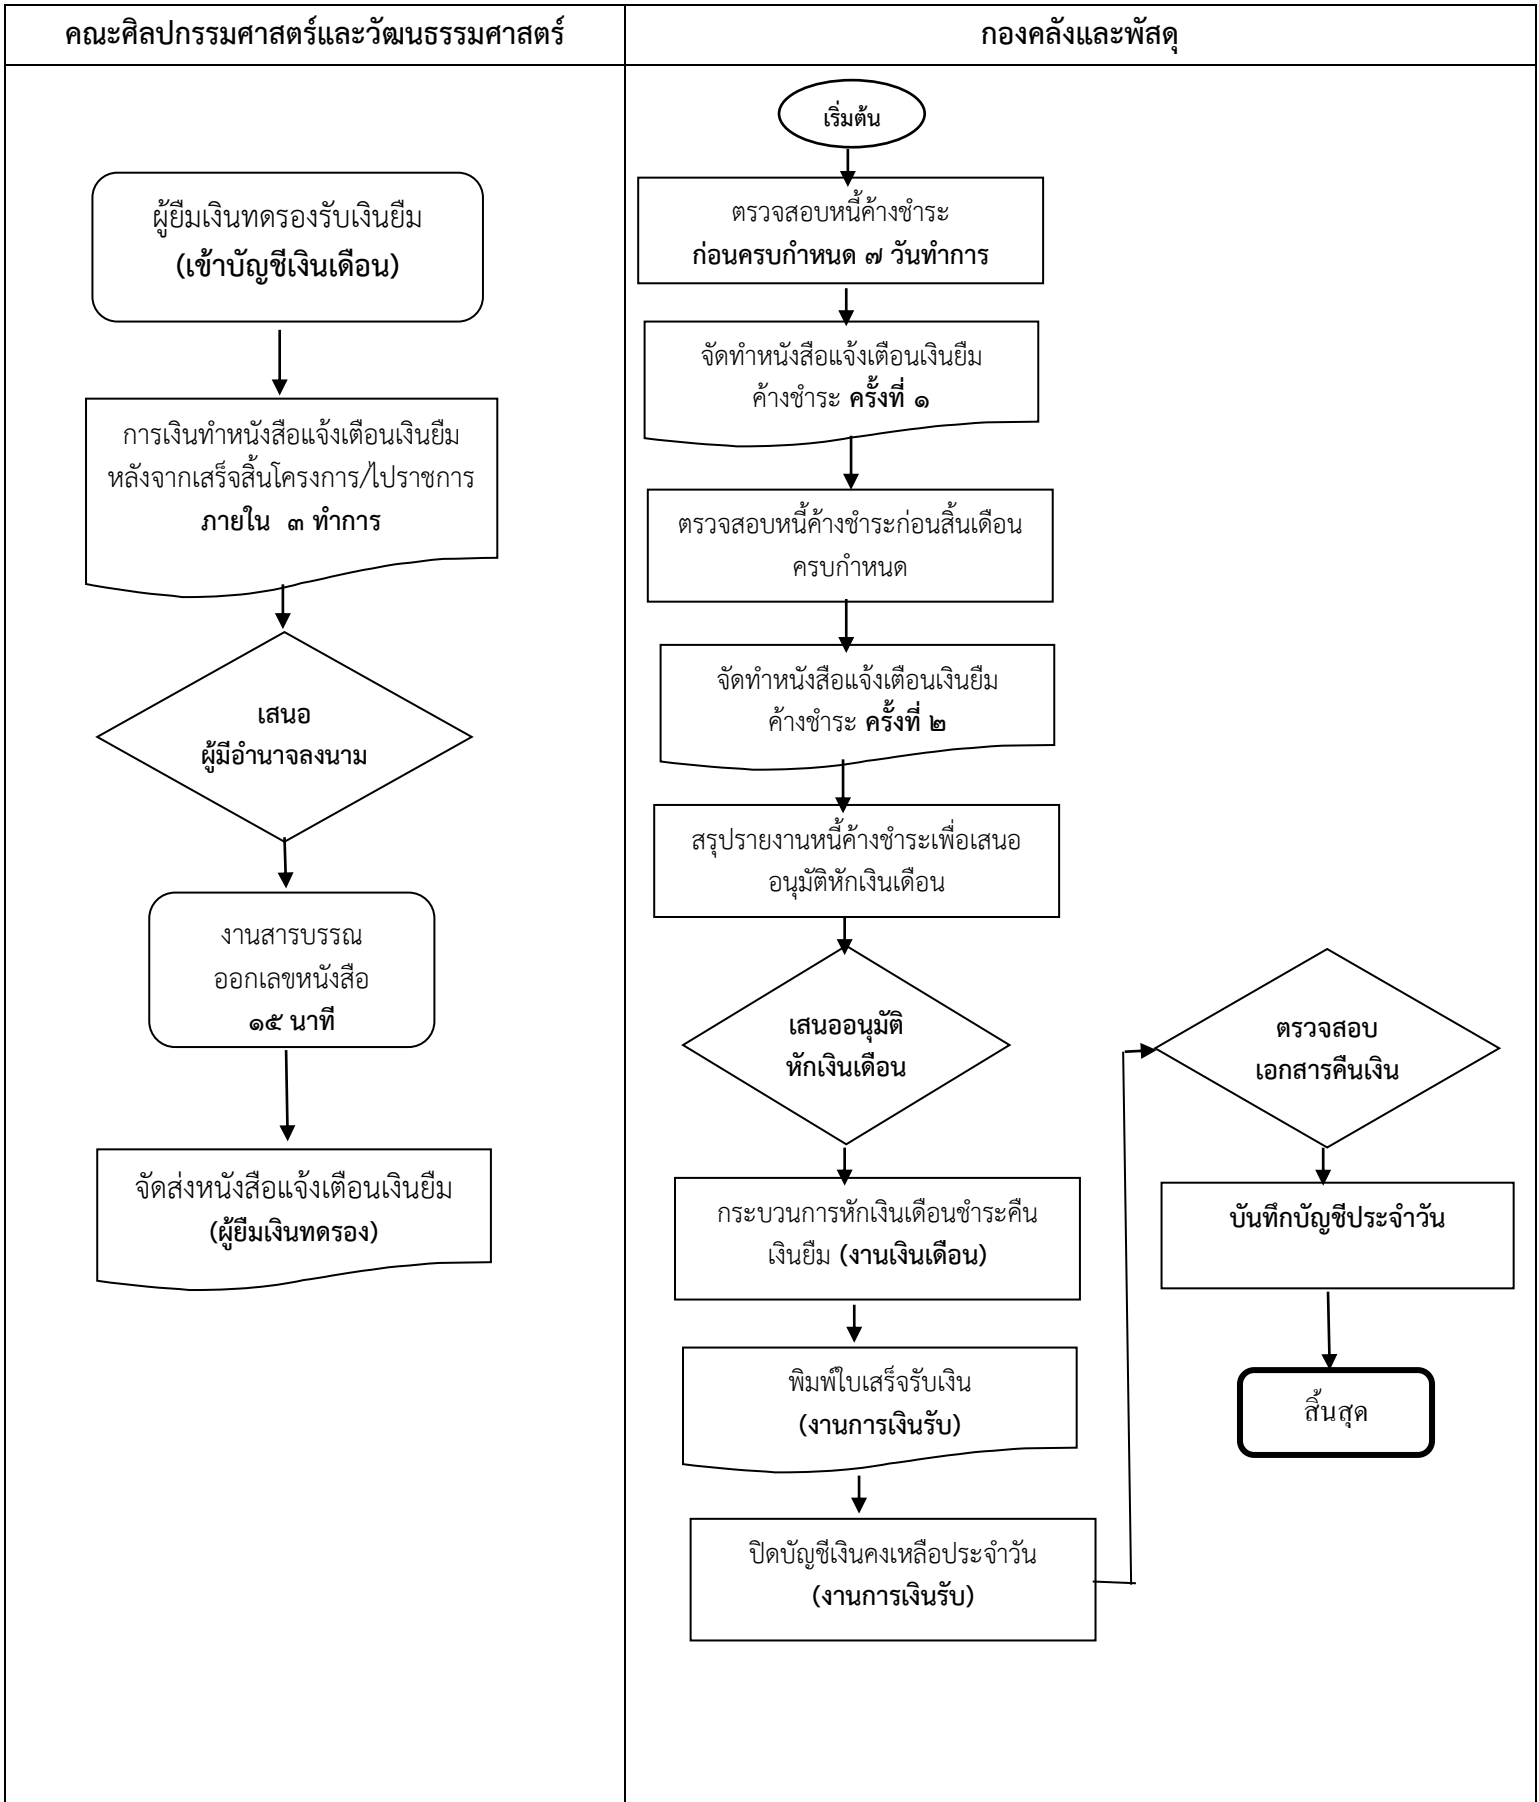 คณะศิลปกรรมศาสตร์และวัฒนธรรมศาสตร์
กองคลังและพัสดุ
ผู้ยืมเงินทดรองรับเงินยืม
(เข้าบัญชีเงินเดือน)
การเงินทำหนังสือแจ้งเตือนเงินยืม
หลังจากเสร็จสิ้นโครงการ/ไปราชการ
ภายใน ๓ ทำการ
เสนอ
ผู้มีอำนาจลงนาม
งานสารบรรณ
ออกเลขหนังสือ
๑๕ นาที
จัดส่งหนังสือแจ้งเตือนเงินยืม
(ผู้ยืมเงินทดรอง)
เริ่มต้น
ตรวจสอบหนี้ค้างชำระ
ก่อนครบกำหนด ๗ วันทำการ
จัดทำหนังสือแจ้งเตือนเงินยืม
ค้างชำระ ครั้งที่ ๑
ตรวจสอบหนี้ค้างชำระก่อนสิ้นเดือน
ครบกำหนด
จัดทำหนังสือแจ้งเตือนเงินยืม
ค้างชำระ ครั้งที่ ๒
สรุปรายงานหนี้ค้างชำระเพื่อเสนอ
อนุมัติหักเงินเดือน
เสนออนุมัติ
หักเงินเดือน
กระบวนการหักเงินเดือนชำระคืน
เงินยืม (งานเงินเดือน)
พิมพ์ใบเสร็จรับเงิน
(งานการเงินรับ)
ปิดบัญชีเงินคงเหลือประจำวัน
(งานการเงินรับ)
ตรวจสอบ
เอกสารคืนเงิน
บันทึกบัญชีประจำวัน
สิ้นสุด